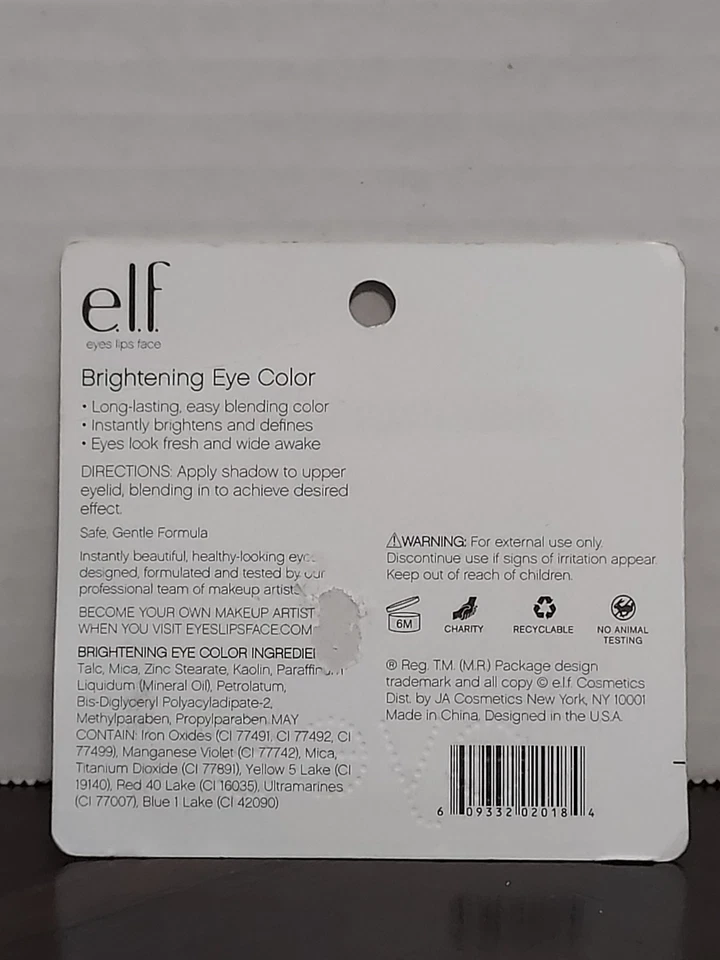 e.l.f.
eyes lips face
Brightening Eye Color
• Long-lasting, easy blending color
• Instantly brightens and defines
• Eyes look fresh and wide awake
DIRECTIONS: Apply shadow to upper
eyelid, blending in to achieve desired
effect.
Safe, Gentle Formula
Instantly beautiful, healthy-looking
designed, formulated and tested by our
professional team of makeup artists
BECOME YOUR OWN MAKEUP ARTIST
WHEN YOU VISIT EYESLIPSFACE.COM
BRIGHTENING EYE COLOR
Talc, Mica, Zinc Stearate, Kaolin,
Liquidum (Mineral Oil), Petrolatum,
Bis-Diglyceryl Polyacyladipate-2,
Methylparaben, Propylparaben. MAY
CONTAIN: Iron Oxides (CI 77491, CI 77492, CI
77499), Manganese Violet (CI 77742), Mica,
Titanium Dioxide (CI 77891), Yellow 5 Lake (CI
19140), Red 40 Lake (CI 16035), Ultramarines
(CI 77007), Blue 1 Lake (CI 42090)
WARNING: For external use only.
Discontinue use if signs of irritation appear.
Keep out of reach of children.
6M
CHARITY
RECYCLABLE
NO ANIMAL
TESTING
® Reg. T.M. (M.R.) Package design
trademark and all copy © e.l.f. Cosmetics
Dist. by JA Cosmetics New York, NY 10001
Made in China, Designed in the U.S.A.
6 09332 02018 4